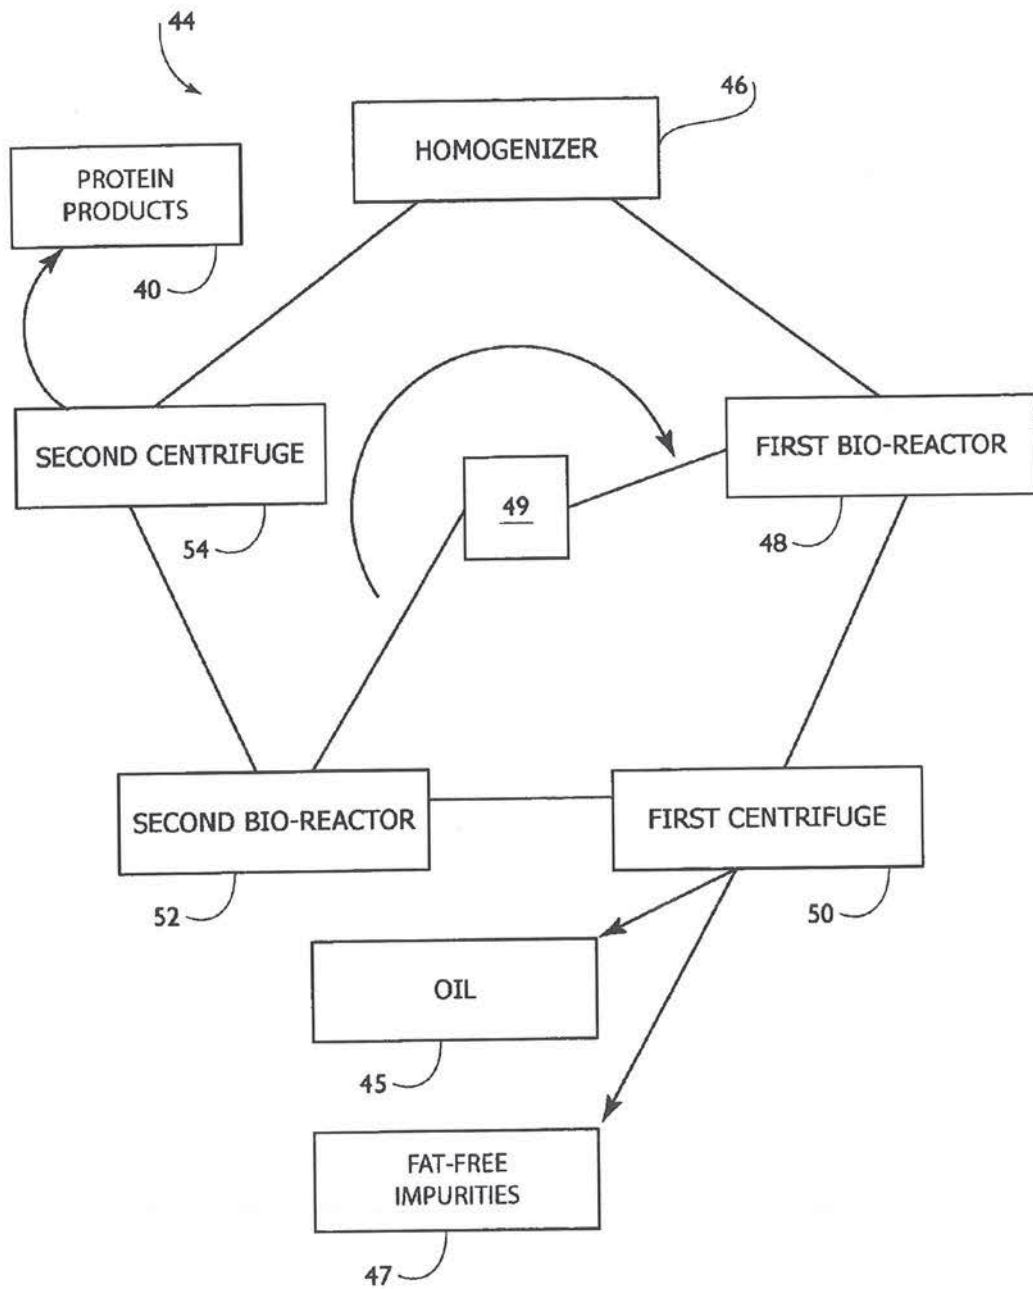 44
46
HOMOGENIZER
PROTEIN
PRODUCTS
40
SECOND CENTRIFUGE
FIRST BIO-REACTOR
49
54
48
SECOND BIO-REACTOR
FIRST CENTRIFUGE
52
50
OIL
45
FAT-FREE
IMPURITIES
47